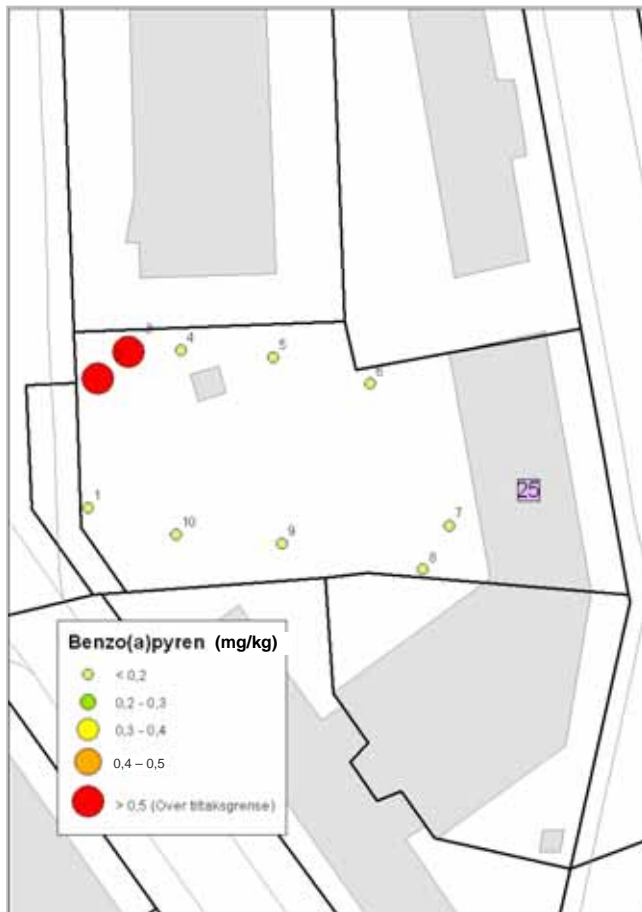 3
4
5
6
25
1
10
9
7
8
Benzo(a)pyren (mg/kg)
< 0,2
0,2 - 0,3
0,3 - 0,4
0,4 – 0,5
> 0,5 (Over tiltaksgrense)